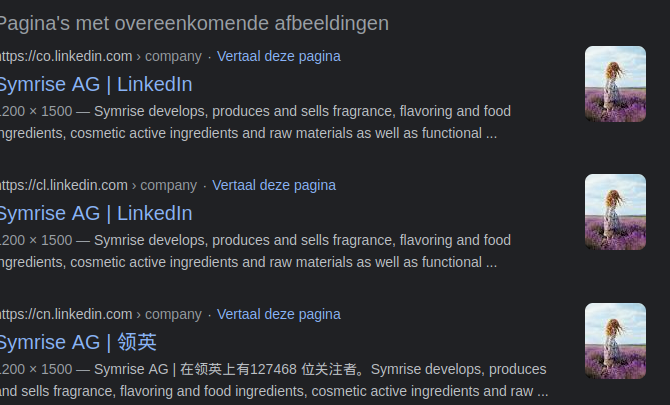 Pagina's met overeenkomende afbeeldingen
https://co.linkedin.com › company · Vertaal deze pagina
Symrise AG | LinkedIn
1200 × 1500 — Symrise develops, produces and sells fragrance, flavoring and food
ingredients, cosmetic active ingredients and raw materials as well as functional ...
https://cl.linkedin.com › company · Vertaal deze pagina
Symrise AG | LinkedIn
1200 × 1500 — Symrise develops, produces and sells fragrance, flavoring and food
ingredients, cosmetic active ingredients and raw materials as well as functional ...
https://cn.linkedin.com › company · Vertaal deze pagina
Symrise AG | 领英
1200 × 1500 — Symrise AG | 在领英上有127468 位关注者。Symrise develops, produces
and sells fragrance, flavoring and food ingredients, cosmetic active ingredients and raw ...